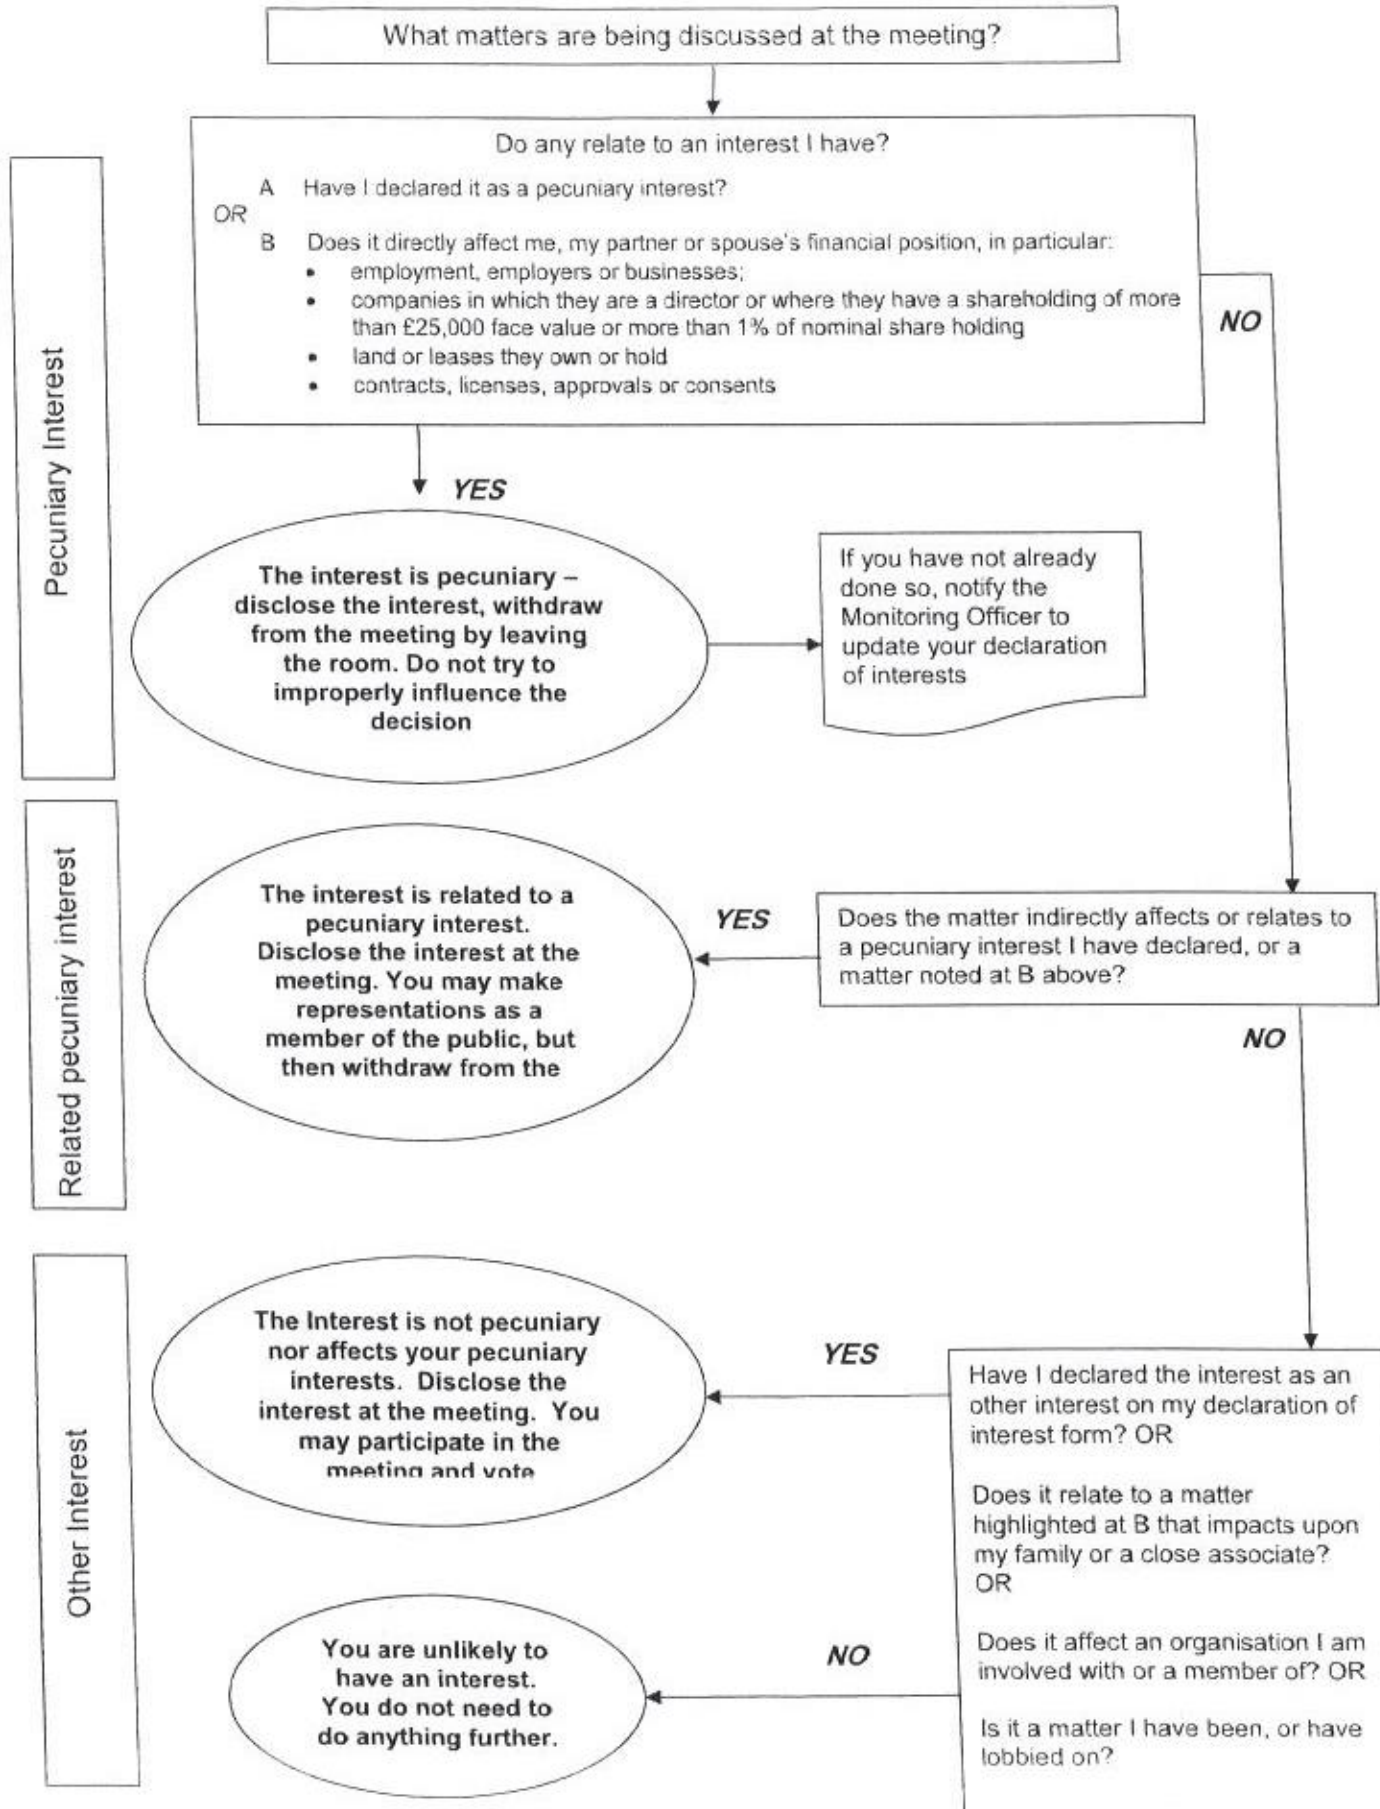 What matters are being discussed at the meeting?
Do any relate to an interest I have?
A Have I declared it as a pecuniary interest?
OR
B Does it directly affect me, my partner or spouse's financial position, in particular:
• employment, employers or businesses;
• companies in which they are a director or where they have a shareholding of more
than £25,000 face value or more than 1% of nominal share holding
• land or leases they own or hold
• contracts, licenses, approvals or consents
NO
Pecuniary Interest
YES
The interest is pecuniary –
disclose the interest, withdraw
from the meeting by leaving
the room. Do not try to
improperly influence the
decision
If you have not already
done so, notify the
Monitoring Officer to
update your declaration
of interests
Related pecuniary interest
The interest is related to a
pecuniary interest.
Disclose the interest at the
meeting. You may make
representations as a
member of the public, but
then withdraw from the
YES
Does the matter indirectly affects or relates to
a pecuniary interest I have declared, or a
matter noted at B above?
NO
Other Interest
The Interest is not pecuniary
nor affects your pecuniary
interests. Disclose the
interest at the meeting. You
may participate in the
meeting and vote
YES
Have I declared the interest as an
other interest on my declaration of
interest form? OR
Does it relate to a matter
highlighted at B that impacts upon
my family or a close associate?
OR
Does it affect an organisation I am
involved with or a member of? OR
Is it a matter I have been, or have
lobbied on?
NO
You are unlikely to
have an interest.
You do not need to
do anything further.